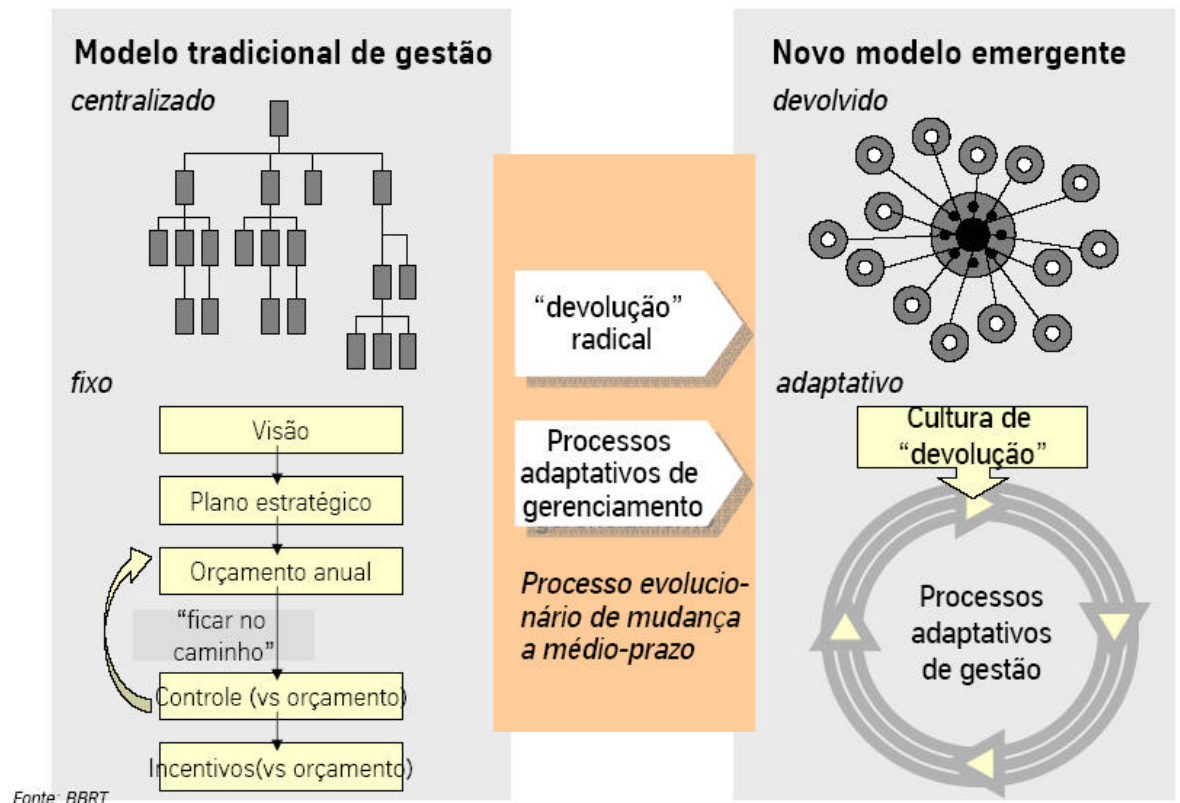 Modelo tradicional de gestão
centralizado
fixo
Visão
Plano estratégico
Orçamento anual
“ficar no
caminho”
Controle (vs orçamento)
Incentivos(vs orçamento)
“devolução”
radical
Processos
adaptativos de
gerenciamento
Processo evolucio-
nário de mudança
a médio-prazo
Novo modelo emergente
devolvido
adaptativo
Cultura de
“devolução”
Processos
adaptativos
de gestão
Fonte: BBRT